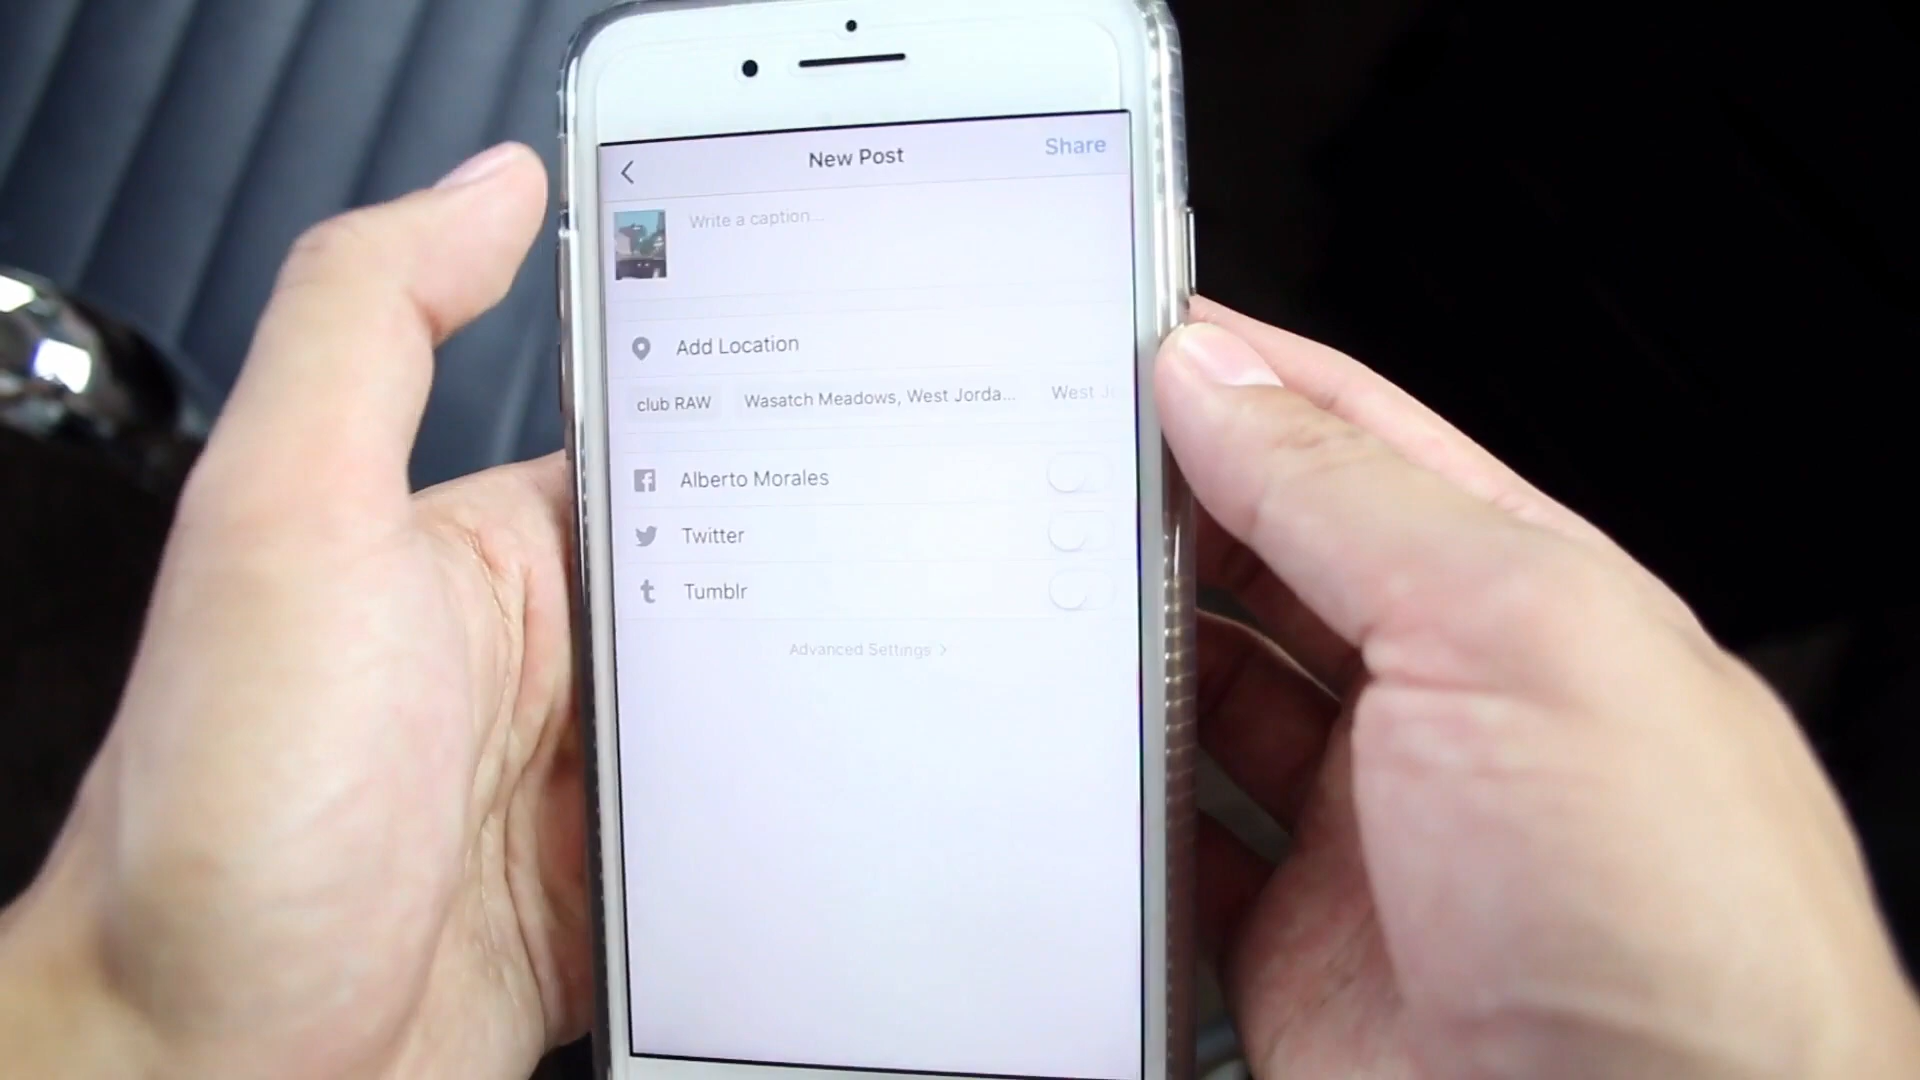 New Post
Share
Write a caption...
Add Location
club RAW
Wasatch Meadows, West Jorda...
West J
Alberto Morales
Twitter
Tumblr
Advanced Settings >